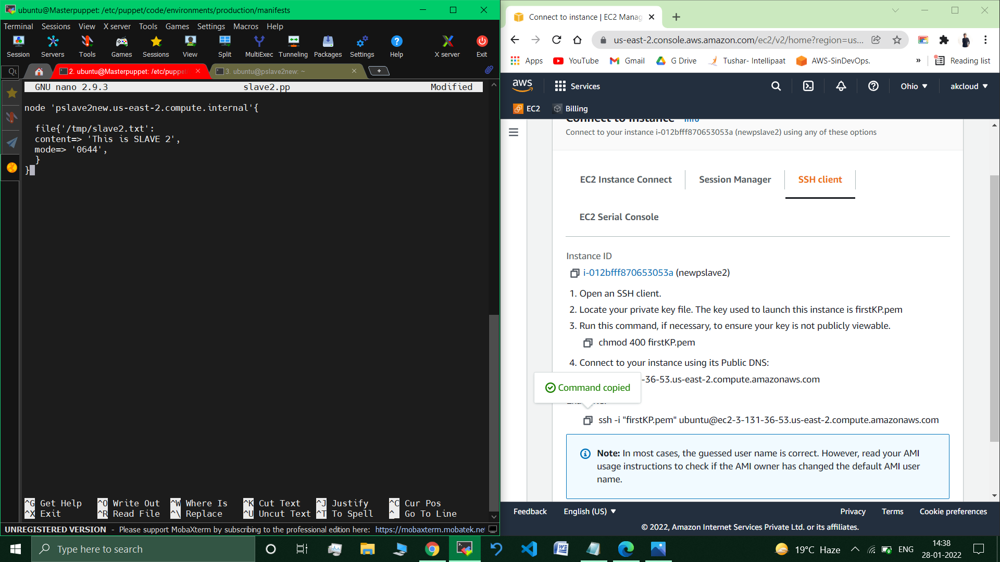 ubuntu@Masterpuppet: /etc/puppet/code/environments/production/manifests
Terminal Sessions View X server Tools Games Settings Macros Help
Session Servers Tools Games Sessions View Split MultiExec Tunneling Packages Settings Help X server Exit
2. ubuntu@Masterpuppet: /etc/puppet 3. ubuntu@pslave2new: ~
GNU nano 2.9.3 slave2.pp Modified
node 'pslave2new.us-east-2.compute.internal'{
file{'/tmp/slave2.txt':
content=> 'This is SLAVE 2',
mode=> '0644',
}
}
^G Get Help ^O Write Out ^W Where Is ^K Cut Text ^J Justify ^C Cur Pos
^X Exit ^R Read File ^\ Replace ^U Uncut Text ^T To Spell ^_ Go To Line
UNREGISTERED VERSION - Please support MobaXterm by subscribing to the professional edition here: https://mobaxterm.mobatek.net
Connect to instance | EC2 Manag
us-east-2.console.aws.amazon.com/ec2/v2/home?region=us...
Apps YouTube Gmail G Drive Tushar- Intellipaat AWS-SinDevOps. » Reading list
aws Services Ohio akcloud
EC2 Billing
Connect to instance Info
Connect to your instance i-012bfff870653053a (newpslave2) using any of these options
EC2 Instance Connect Session Manager SSH client
EC2 Serial Console
Instance ID
i-012bfff870653053a (newpslave2)
1. Open an SSH client.
2. Locate your private key file. The key used to launch this instance is firstKP.pem
3. Run this command, if necessary, to ensure your key is not publicly viewable.
chmod 400 firstKP.pem
4. Connect to your instance using its Public DNS:
-36-53.us-east-2.compute.amazonaws.com
Command copied
ssh -i "firstKP.pem" ubuntu@ec2-3-131-36-53.us-east-2.compute.amazonaws.com
Note: In most cases, the guessed user name is correct. However, read your AMI
usage instructions to check if the AMI owner has changed the default AMI user
name.
Feedback English (US) Privacy Terms Cookie preferences
© 2022, Amazon Internet Services Private Ltd. or its affiliates.
Type here to search
19°C Haze ENG
14:38
28-01-2022